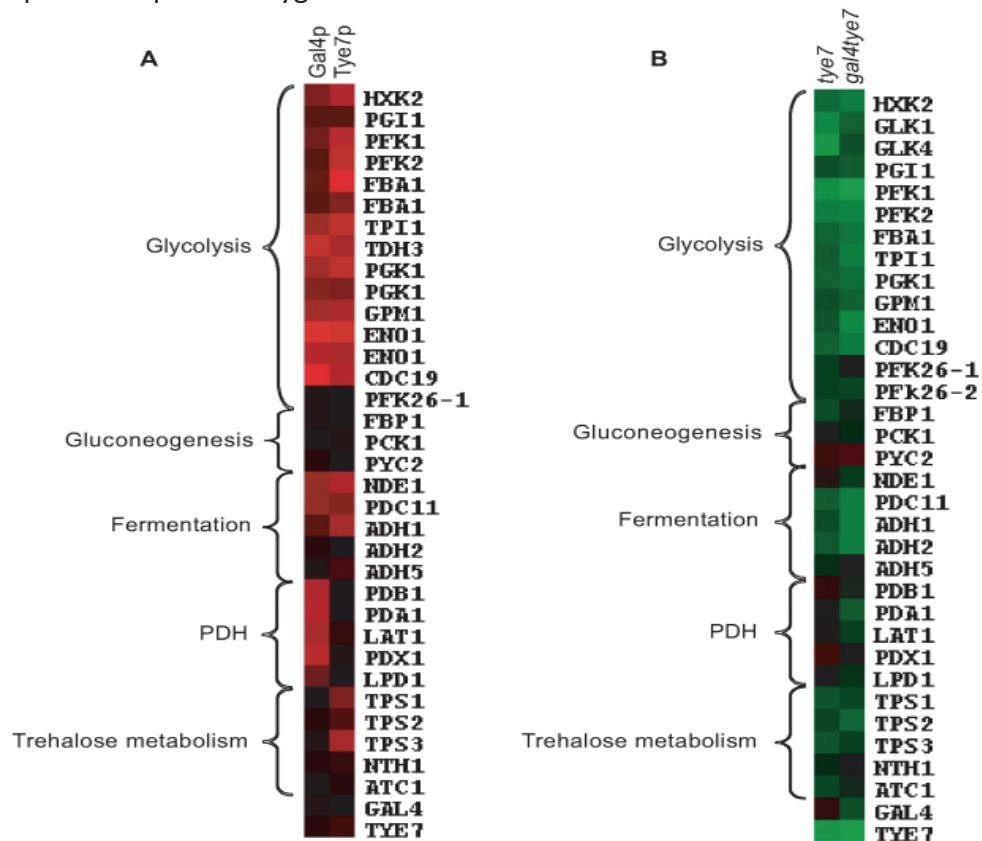 A
Gal4p
Tye7p
HXK2
PGI1
PFK1
PFK2
FBA1
FBA1
TPI1
TDH3
PGK1
PGK1
GPM1
ENO1
ENO1
CDC19
PFK26-1
FBP1
PCK1
PYC2
NDE1
PDC11
ADH1
ADH2
ADH5
PDB1
PDA1
LAT1
PDX1
LPD1
TPS1
TPS2
TPS3
NTH1
ATC1
GAL4
TYE7
Glycolysis
Gluconeogenesis
Fermentation
PDH
Trehalose metabolism
B
tye7
gal4tye7
HXK2
GLK1
GLK4
PGI1
PFK1
PFK2
FBA1
TPI1
PGK1
GPM1
ENO1
CDC19
PFK26-1
PFk26-2
FBP1
PCK1
PYC2
NDE1
PDC11
ADH1
ADH2
ADH5
PDB1
PDA1
LAT1
PDX1
LPD1
TPS1
TPS2
TPS3
NTH1
ATC1
GAL4
TYE7
Glycolysis
Gluconeogenesis
Fermentation
PDH
Trehalose metabolism